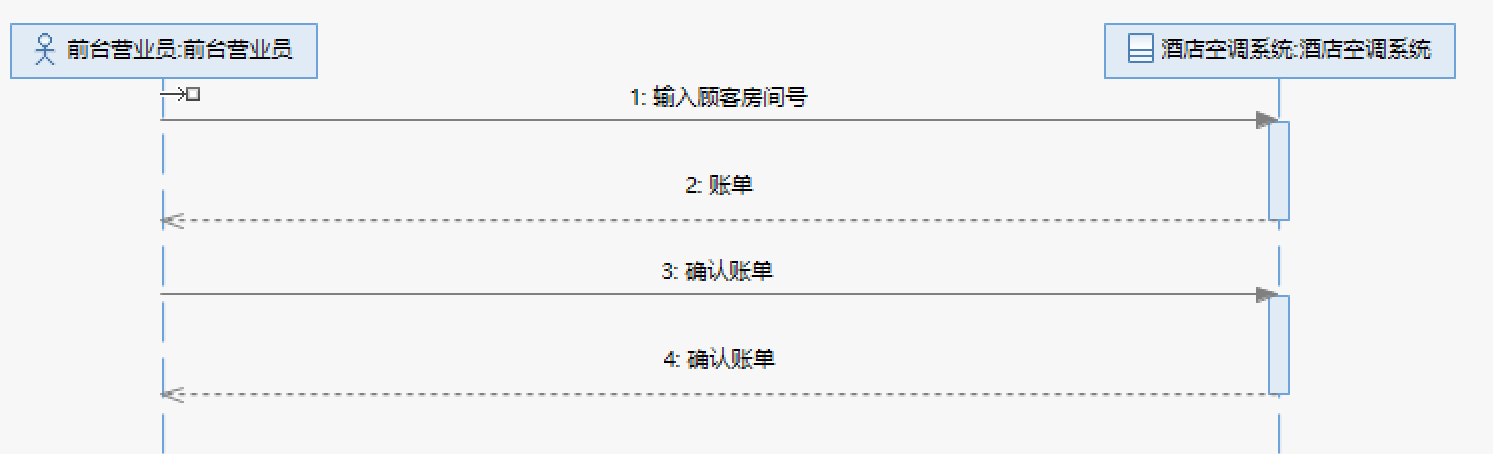 前台营业员:前台营业员
酒店空调系统:酒店空调系统
1: 输入顾客房间号
2: 账单
3: 确认账单
4: 确认账单